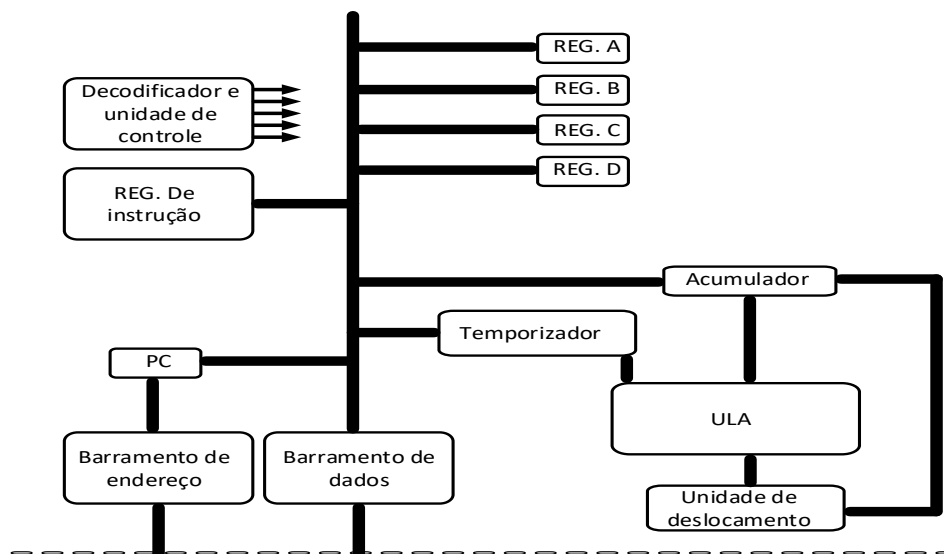 REG. A
REG. B
REG. C
REG. D
Decodificador e
unidade de
controle
REG. De
instrução
Acumulador
Temporizador
PC
ULA
Barramento de
endereço
Barramento de
dados
Unidade de
deslocamento